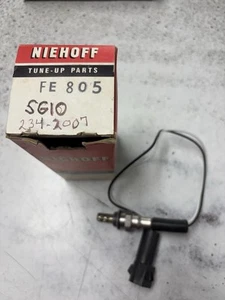 NIEHOFF
TUNE-UP PARTS
FE 805
SG10
234-2007